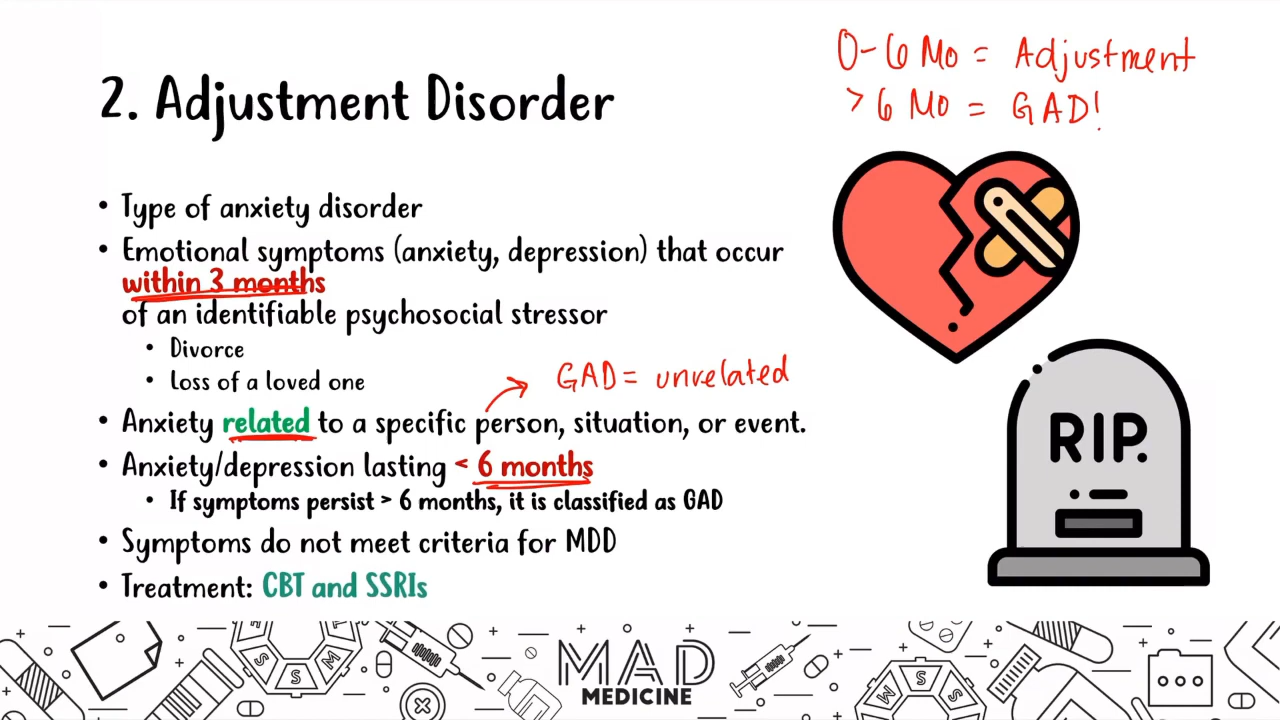 0-6 Mo = Adjustment
> 6 Mo = GAD!
2. Adjustment Disorder
• Type of anxiety disorder
• Emotional symptoms (anxiety, depression) that occur
within 3 months
of an identifiable psychosocial stressor
• Divorce
• Loss of a loved one
GAD = unrelated
• Anxiety related to a specific person, situation, or event.
• Anxiety/depression lasting < 6 months
• If symptoms persist > 6 months, it is classified as GAD
• Symptoms do not meet criteria for MDD
• Treatment: CBT and SSRIs
RIP.
MAD
MEDICINE
S S M
M S S